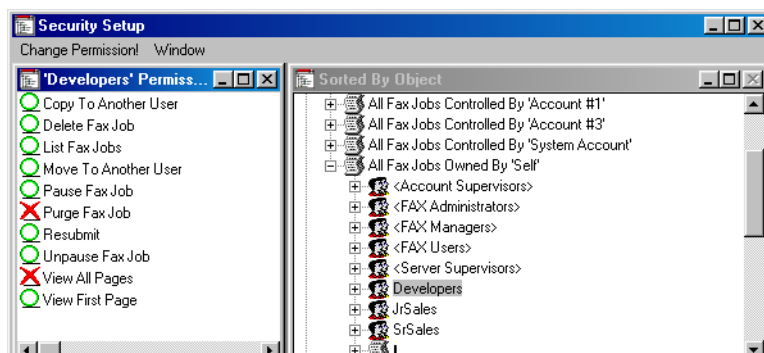 Security Setup
Change Permission! Window
'Developers' Permiss...
Copy To Another User
Delete Fax Job
List Fax Jobs
Move To Another User
Pause Fax Job
Purge Fax Job
Resubmit
Unpause Fax Job
View All Pages
View First Page
Sorted By Object
All Fax Jobs Controlled By 'Account #1'
All Fax Jobs Controlled By 'Account #3'
All Fax Jobs Controlled By 'System Account'
All Fax Jobs Owned By 'Self'
<Account Supervisors>
<FAX Administrators>
<FAX Managers>
<FAX Users>
<Server Supervisors>
Developers
JrSales
SrSales